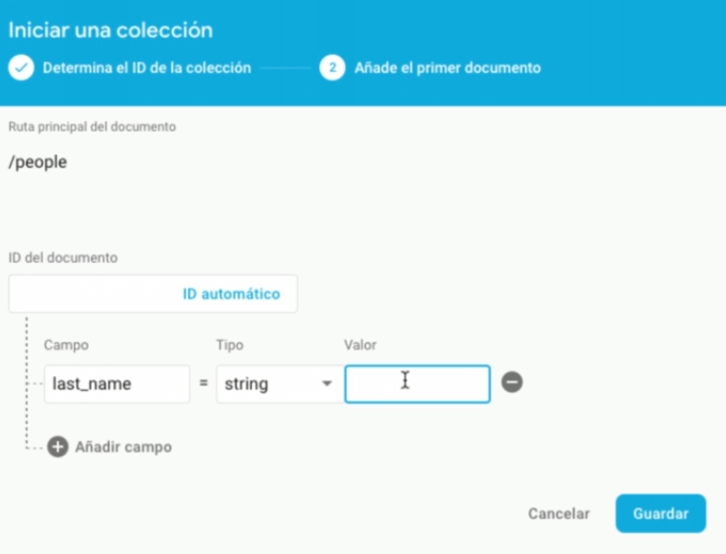 Iniciar una colección
Determina el ID de la colección
2 Añade el primer documento
Ruta principal del documento
/people
ID del documento
ID automático
Campo Tipo Valor
last_name = string
Añadir campo
Cancelar Guardar